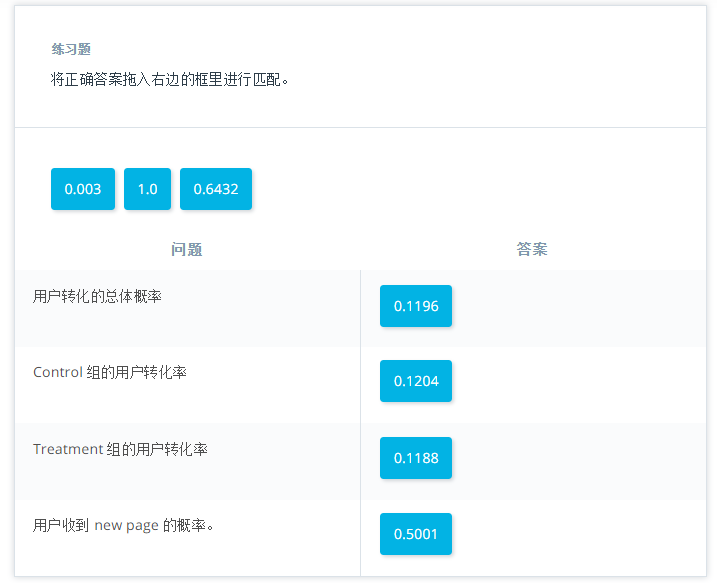 练习题
将正确答案拖入右边的框里进行匹配。
0.003 1.0 0.6432
问题 答案
用户转化的总体概率 0.1196
Control 组的用户转化率 0.1204
Treatment 组的用户转化率 0.1188
用户收到 new page 的概率。 0.5001